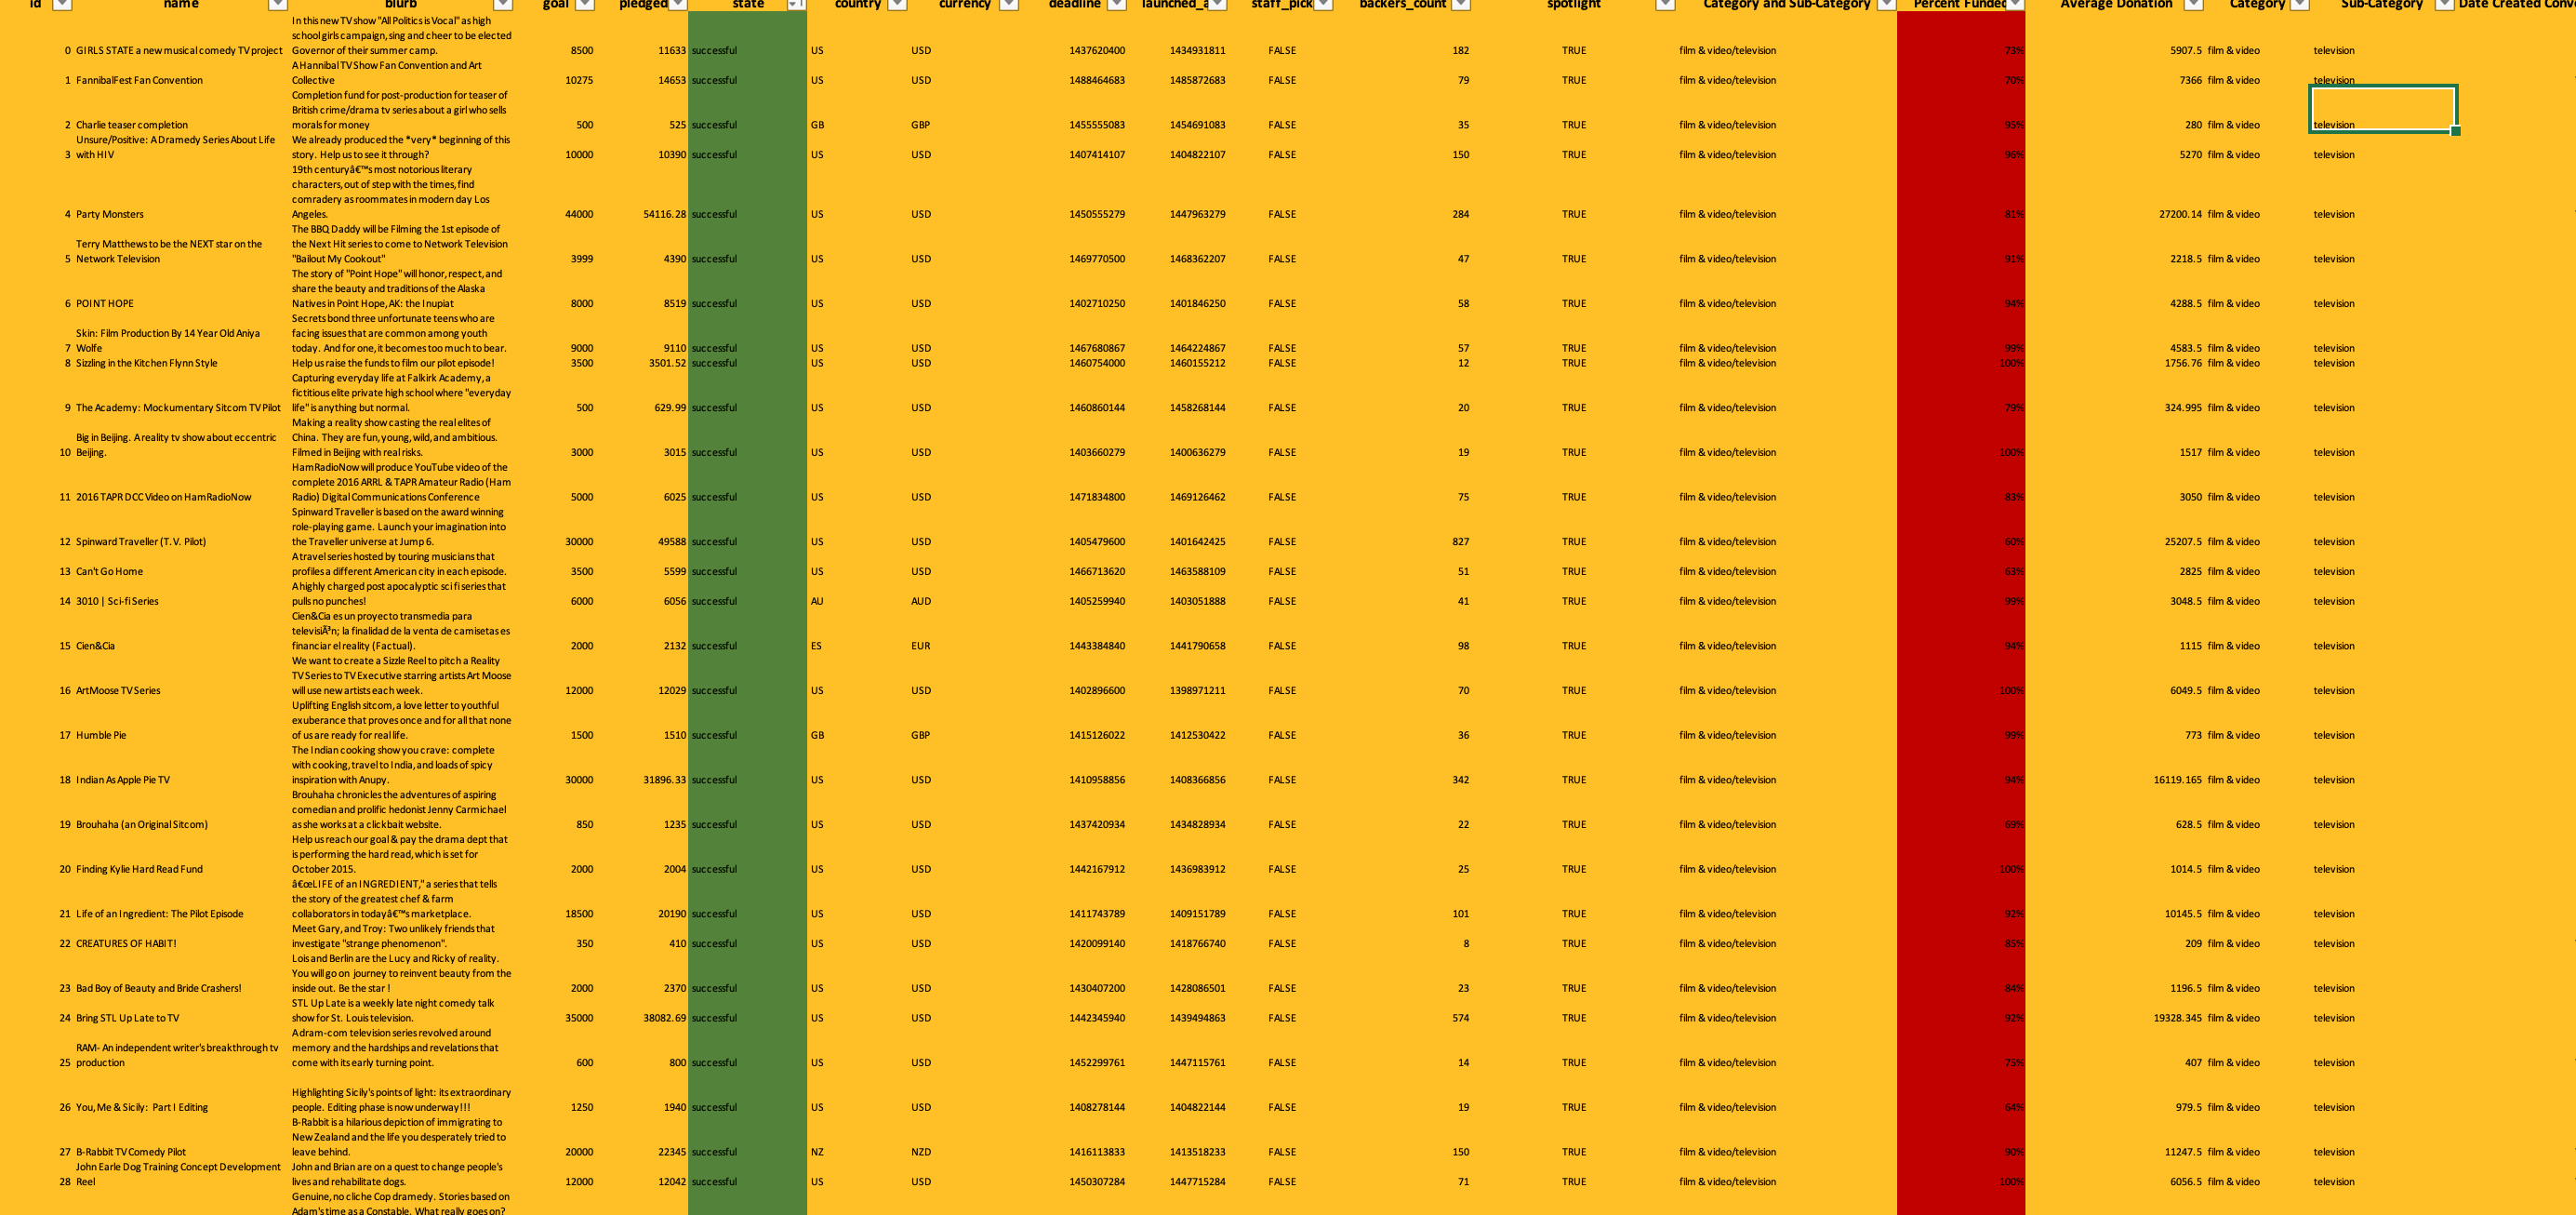 id name blurb goal pledged state country currency deadline launched_a staff_pick backers_count spotlight Category and Sub-Category Percent Funded Average Donation Category Sub-Category Date Created Conv
In this new TV show "All Politics is Vocal" as high
school girls campaign, sing and cheer to be elected
0 GIRLS STATE a new musical comedy TV project Governor of their summer camp. 8500 11633 successful US USD 1437620400 1434931811 FALSE 182 TRUE film & video/television 73% 5907.5 film & video television
A Hannibal TV Show Fan Convention and Art
1 FannibalFest Fan Convention Collective 10275 14653 successful US USD 1488464683 1485872683 FALSE 79 TRUE film & video/television 70% 7366 film & video television
Completion fund for post-production for teaser of
British crime/drama tv series about a girl who sells
2 Charlie teaser completion morals for money 500 525 successful GB GBP 1455555083 1454691083 FALSE 35 TRUE film & video/television 95% 280 film & video television
Unsure/Positive: A Dramedy Series About Life We already produced the *very* beginning of this
3 with HIV story. Help us to see it through? 10000 10390 successful US USD 1407414107 1404822107 FALSE 150 TRUE film & video/television 96% 5270 film & video television
19th centuryâ€™s most notorious literary
characters, out of step with the times, find
comradery as roommates in modern day Los
4 Party Monsters Angeles. 44000 54116.28 successful US USD 1450555279 1447963279 FALSE 284 TRUE film & video/television 81% 27200.14 film & video television
The BBQ Daddy will be Filming the 1st episode of
Terry Matthews to be the NEXT star on the the Next Hit series to come to Network Television
5 Network Television "Bailout My Cookout" 3999 4390 successful US USD 1469770500 1468362207 FALSE 47 TRUE film & video/television 91% 2218.5 film & video television
The story of "Point Hope" will honor, respect, and
share the beauty and traditions of the Alaska
6 POINT HOPE Natives in Point Hope, AK: the Inupiat 8000 8519 successful US USD 1402710250 1401846250 FALSE 58 TRUE film & video/television 94% 4288.5 film & video television
Secrets bond three unfortunate teens who are
Skin: Film Production By 14 Year Old Aniya facing issues that are common among youth
7 Wolfe today. And for one, it becomes too much to bear. 9000 9110 successful US USD 1467680867 1464224867 FALSE 57 TRUE film & video/television 99% 4583.5 film & video television
8 Sizzling in the Kitchen Flynn Style Help us raise the funds to film our pilot episode! 3500 3501.52 successful US USD 1460754000 1460155212 FALSE 12 TRUE film & video/television 100% 1756.76 film & video television
Capturing everyday life at Falkirk Academy, a
fictitious elite private high school where "everyday
9 The Academy: Mockumentary Sitcom TV Pilot life" is anything but normal. 500 629.99 successful US USD 1460860144 1458268144 FALSE 20 TRUE film & video/television 79% 324.995 film & video television
Making a reality show casting the real elites of
Big in Beijing. A reality tv show about eccentric China. They are fun, young, wild, and ambitious.
10 Beijing. Filmed in Beijing with real risks. 3000 3015 successful US USD 1403660279 1400636279 FALSE 19 TRUE film & video/television 100% 1517 film & video television
HamRadioNow will produce YouTube video of the
complete 2016 ARRL & TAPR Amateur Radio (Ham
11 2016 TAPR DCC Video on HamRadioNow Radio) Digital Communications Conference 5000 6025 successful US USD 1471834800 1469126462 FALSE 75 TRUE film & video/television 83% 3050 film & video television
Spinward Traveller is based on the award winning
role-playing game. Launch your imagination into
12 Spinward Traveller (T.V. Pilot) the Traveller universe at Jump 6. 30000 49588 successful US USD 1405479600 1401642425 FALSE 827 TRUE film & video/television 60% 25207.5 film & video television
A travel series hosted by touring musicians that
13 Can't Go Home profiles a different American city in each episode. 3500 5599 successful US USD 1466713620 1463588109 FALSE 51 TRUE film & video/television 63% 2825 film & video television
A highly charged post apocalyptic sci fi series that
14 3010 | Sci-fi Series pulls no punches! 6000 6056 successful AU AUD 1405259940 1403051888 FALSE 41 TRUE film & video/television 99% 3048.5 film & video television
Cien&Cia es un proyecto transmedia para
televisiÃ³n; la finalidad de la venta de camisetas es
15 Cien&Cia financiar el reality (Factual). 2000 2132 successful ES EUR 1443384840 1441790658 FALSE 98 TRUE film & video/television 94% 1115 film & video television
We want to create a Sizzle Reel to pitch a Reality
TV Series to TV Executive starring artists Art Moose
16 ArtMoose TV Series will use new artists each week. 12000 12029 successful US USD 1402896600 1398971211 FALSE 70 TRUE film & video/television 100% 6049.5 film & video television
Uplifting English sitcom, a love letter to youthful
exuberance that proves once and for all that none
17 Humble Pie of us are ready for real life. 1500 1510 successful GB GBP 1415126022 1412530422 FALSE 36 TRUE film & video/television 99% 773 film & video television
The Indian cooking show you crave: complete
with cooking, travel to India, and loads of spicy
18 Indian As Apple Pie TV inspiration with Anupy. 30000 31896.33 successful US USD 1410958856 1408366856 FALSE 342 TRUE film & video/television 94% 16119.165 film & video television
Brouhaha chronicles the adventures of aspiring
comedian and prolific hedonist Jenny Carmichael
19 Brouhaha (an Original Sitcom) as she works at a clickbait website. 850 1235 successful US USD 1437420934 1434828934 FALSE 22 TRUE film & video/television 69% 628.5 film & video television
Help us reach our goal & pay the drama dept that
is performing the hard read, which is set for
20 Finding Kylie Hard Read Fund October 2015. 2000 2004 successful US USD 1442167912 1436983912 FALSE 25 TRUE film & video/television 100% 1014.5 film & video television
â€œLIFE of an INGREDIENT," a series that tells
the story of the greatest chef & farm
21 Life of an Ingredient: The Pilot Episode collaborators in todayâ€™s marketplace. 18500 20190 successful US USD 1411743789 1409151789 FALSE 101 TRUE film & video/television 92% 10145.5 film & video television
Meet Gary, and Troy: Two unlikely friends that
22 CREATURES OF HABIT! investigate "strange phenomenon". 350 410 successful US USD 1420099140 1418766740 FALSE 8 TRUE film & video/television 85% 209 film & video television
Lois and Berlin are the Lucy and Ricky of reality.
You will go on journey to reinvent beauty from the
23 Bad Boy of Beauty and Bride Crashers! inside out. Be the star ! 2000 2370 successful US USD 1430407200 1428086501 FALSE 23 TRUE film & video/television 84% 1196.5 film & video television
STL Up Late is a weekly late night comedy talk
24 Bring STL Up Late to TV show for St. Louis television. 35000 38082.69 successful US USD 1442345940 1439494863 FALSE 574 TRUE film & video/television 92% 19328.345 film & video television
A dram-com television series revolved around
RAM- An independent writer's breakthrough tv memory and the hardships and revelations that
25 production come with its early turning point. 600 800 successful US USD 1452299761 1447115761 FALSE 14 TRUE film & video/television 75% 407 film & video television
Highlighting Sicily's points of light: its extraordinary
26 You, Me & Sicily: Part I Editing people. Editing phase is now underway!!! 1250 1940 successful US USD 1408278144 1404822144 FALSE 19 TRUE film & video/television 64% 979.5 film & video television
B-Rabbit is a hilarious depiction of immigrating to
New Zealand and the life you desperately tried to
27 B-Rabbit TV Comedy Pilot leave behind. 20000 22345 successful NZ NZD 1416113833 1413518233 FALSE 150 TRUE film & video/television 90% 11247.5 film & video television
John Earle Dog Training Concept Development John and Brian are on a quest to change people's
28 Reel lives and rehabilitate dogs. 12000 12042 successful US USD 1450307284 1447715284 FALSE 71 TRUE film & video/television 100% 6056.5 film & video television
Genuine, no cliche Cop dramedy. Stories based on
Adam's time as a Constable. What really goes on?